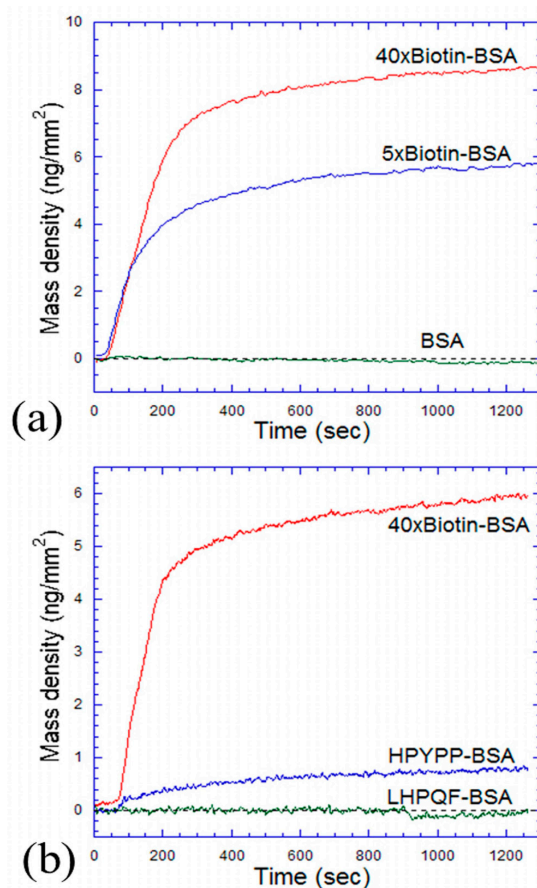 10
40xBiotin-BSA
8
6
5xBiotin-BSA
4
2
BSA
0
Mass density (ng/mm²)
0 200 400 600 800 1000 1200
(a) Time (sec)
6
40xBiotin-BSA
5
4
3
2
HPYPP-BSA
1
LHPQF-BSA
0
Mass density (ng/mm²)
0 200 400 600 800 1000 1200
(b) Time (sec)